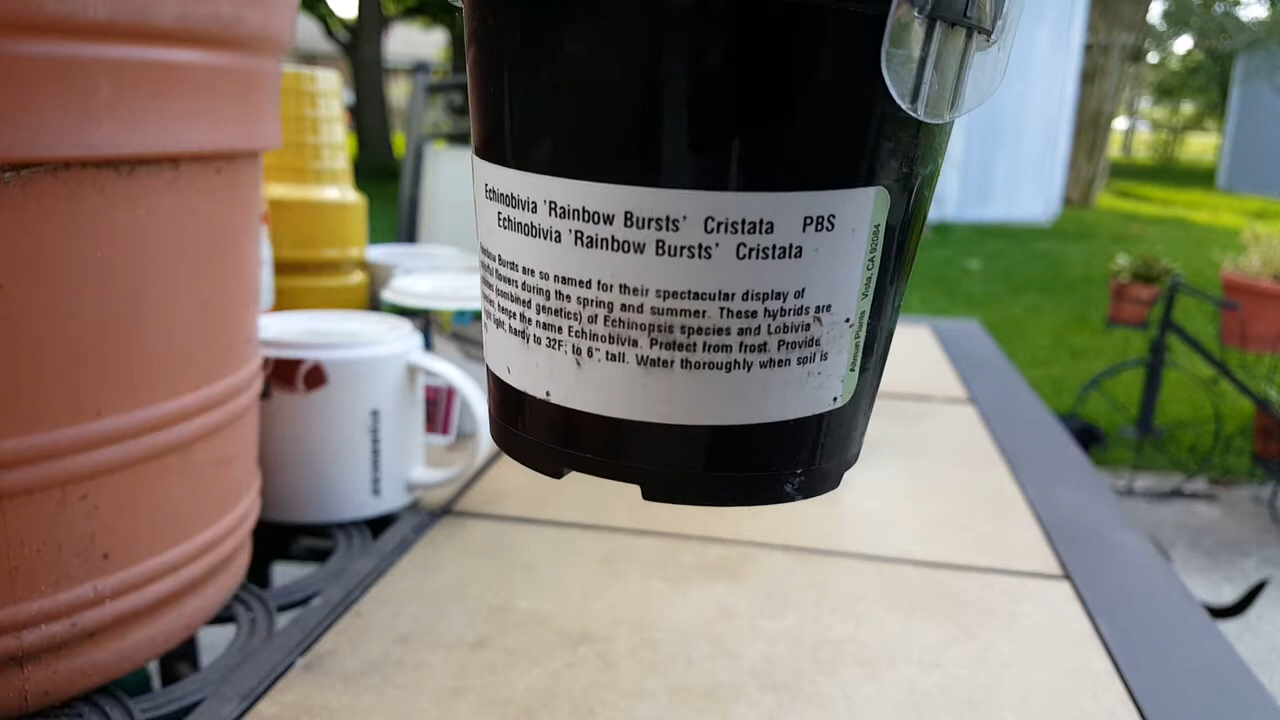 Echinobivia 'Rainbow Bursts' Cristata PBS
Echinobivia 'Rainbow Bursts' Cristata
Bursts are so named for their spectacular display of
flowers during the spring and summer. These hybrids are
(combined genetics) of Echinopsis species and Lobivia
hence the name Echinobivia. Protect from frost. Provide
light, hardy to 32F; to 6", tall. Water thoroughly when soil is
Altman Plants Vista, CA 92084